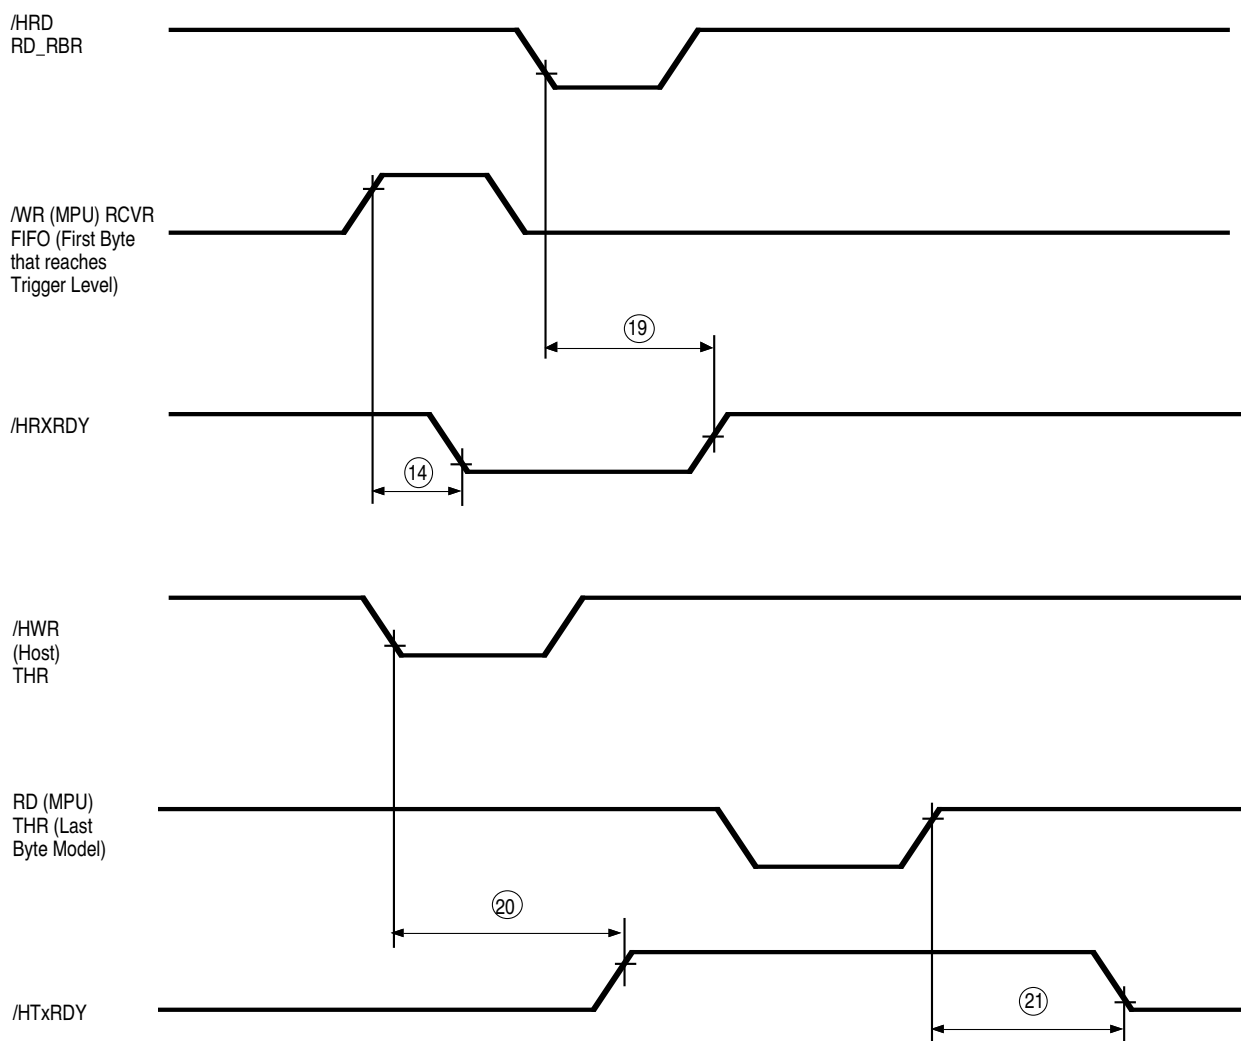 /HRD
RD_RBR
/WR (MPU) RCVR
FIFO (First Byte
that reaches
Trigger Level)
19
/HRXRDY
14
/HWR
(Host)
THR
RD (MPU)
THR (Last
Byte Model)
20
/HTxRDY
21